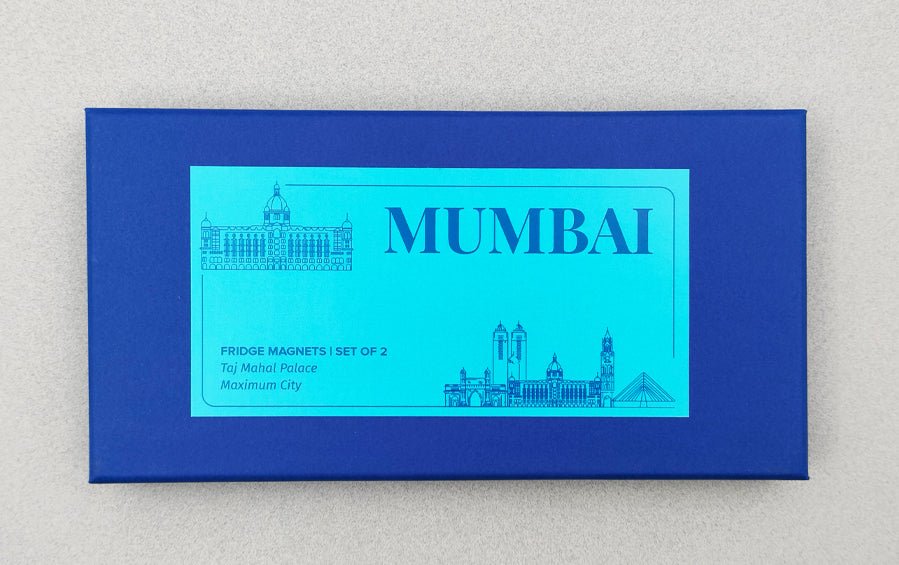 MUMBAI
FRIDGE MAGNETS | SET OF 2
Taj Mahal Palace
Maximum City